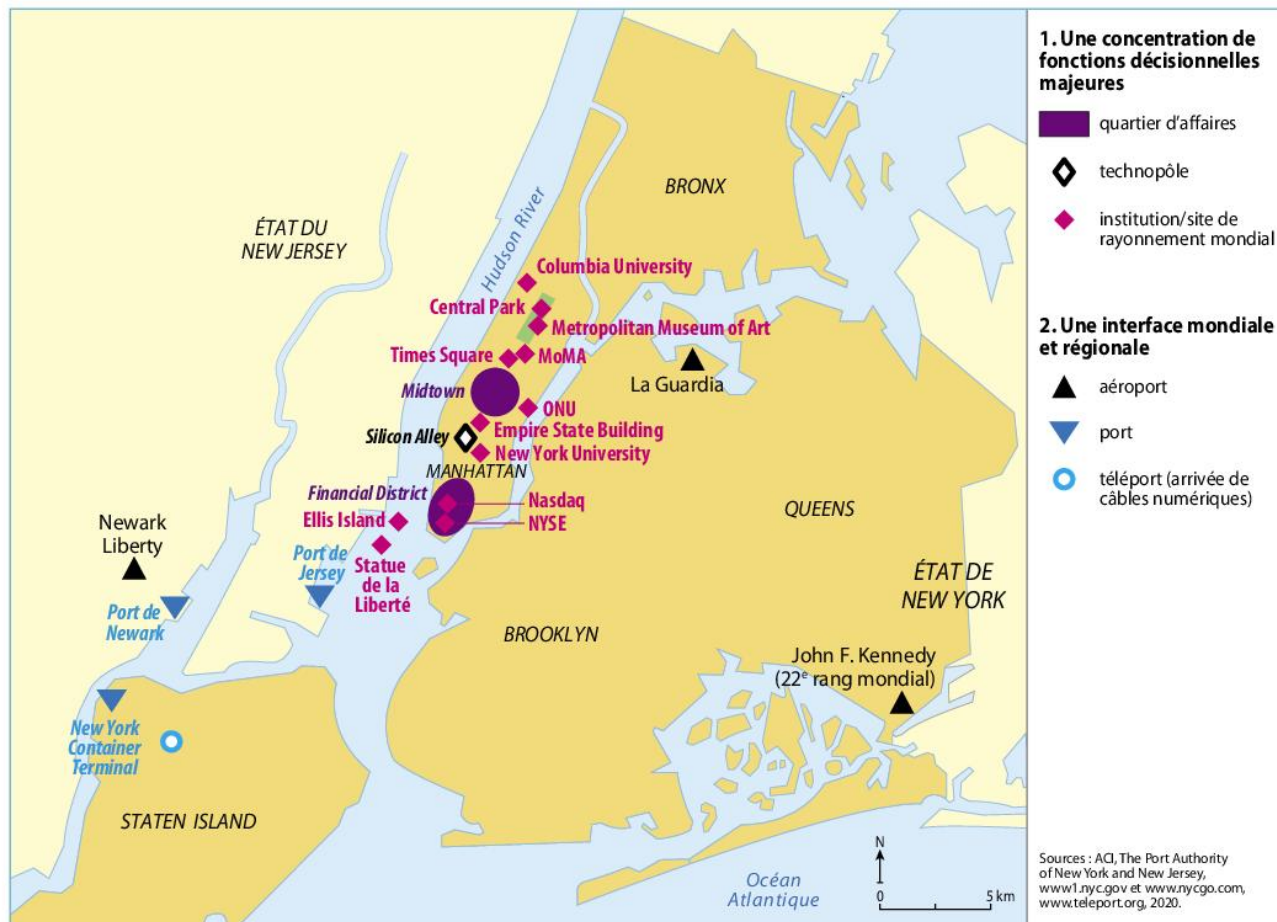 BRONX
ÉTAT DU
NEW JERSEY
Hudson River
Columbia University
Central Park
Metropolitan Museum of Art
Times Square
MoMA
La Guardia
Midtown
ONU
Silicon Alley
Empire State Building
New York University
MANHATTAN
Financial District
Nasdaq
NYSE
QUEENS
Ellis Island
Newark
Liberty
Port de
Jersey
Statue
de la
Liberté
ÉTAT DE
NEW YORK
Port de
Newark
BROOKLYN
John F. Kennedy
(22e rang mondial)
New York
Container
Terminal
STATEN ISLAND
Océan
Atlantique
N
0
5 km
1. Une concentration de
fonctions décisionnelles
majeures
quartier d'affaires
technopôle
institution/site de
rayonnement mondial
2. Une interface mondiale
et régionale
aéroport
port
téléport (arrivée de
câbles numériques)
Sources : ACI, The Port Authority
of New York and New Jersey,
www1.nyc.gov et www.nycgo.com,
www.teleport.org, 2020.